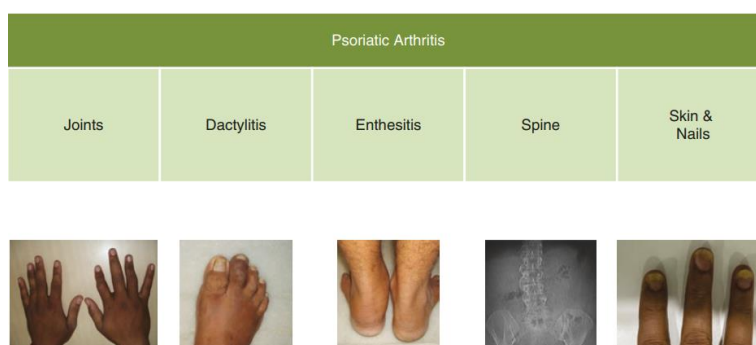 Psoriatic Arthritis
Joints
Dactylitis
Enthesitis
Spine
Skin &
Nails